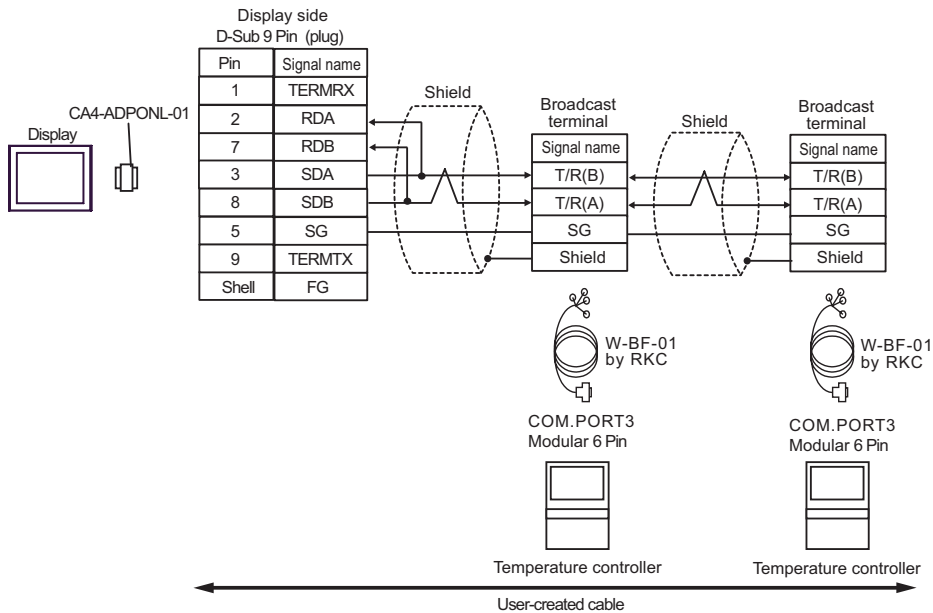 Display side
D-Sub 9 Pin (plug)
Pin Signal name
1 TERMRX
2 RDA
7 RDB
3 SDA
8 SDB
5 SG
9 TERMTX
Shell FG
CA4-ADPONL-01
Display
Shield
Broadcast
terminal
Signal name
T/R(B)
T/R(A)
SG
Shield
Shield
Broadcast
terminal
Signal name
T/R(B)
T/R(A)
SG
Shield
W-BF-01
by RKC
COM.PORT3
Modular 6 Pin
Temperature controller
W-BF-01
by RKC
COM.PORT3
Modular 6 Pin
Temperature controller
User-created cable